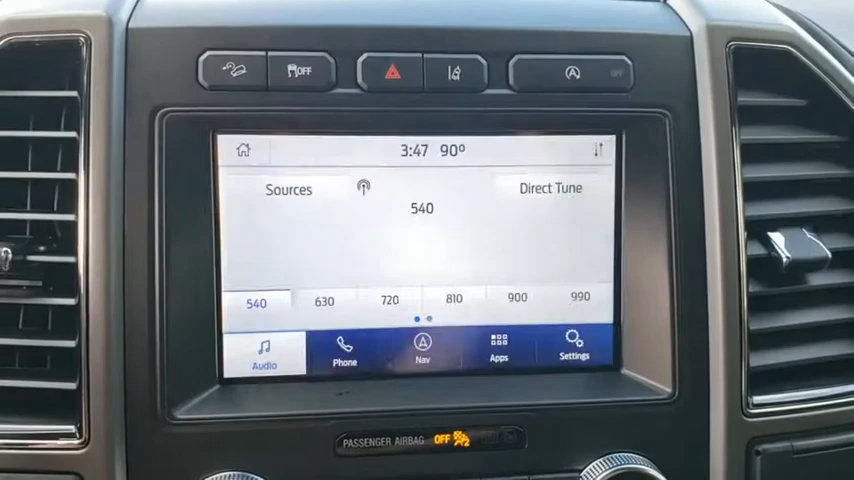 OFF
OFF
3:47 90°
Sources
Direct Tune
540
540 630 720 810 900 990
Audio Phone Nav Apps Settings
PASSENGER AIRBAG OFF